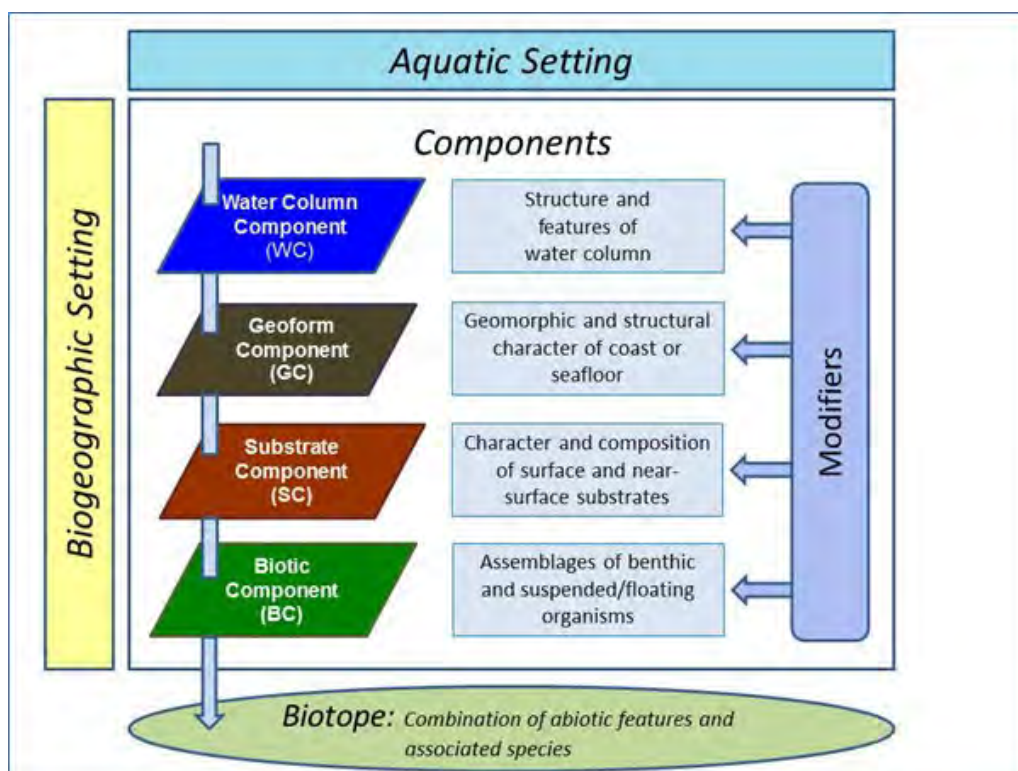 Aquatic Setting
Biogeographic Setting
Components
Water Column
Component
(WC)
Structure and
features of
water column
Geoform
Component
(GC)
Geomorphic and structural
character of coast or
seafloor
Substrate
Component
(SC)
Character and composition
of surface and near-
surface substrates
Biotic
Component
(BC)
Assemblages of benthic
and suspended/floating
organisms
Modifiers
Biotope: Combination of abiotic features and
associated species